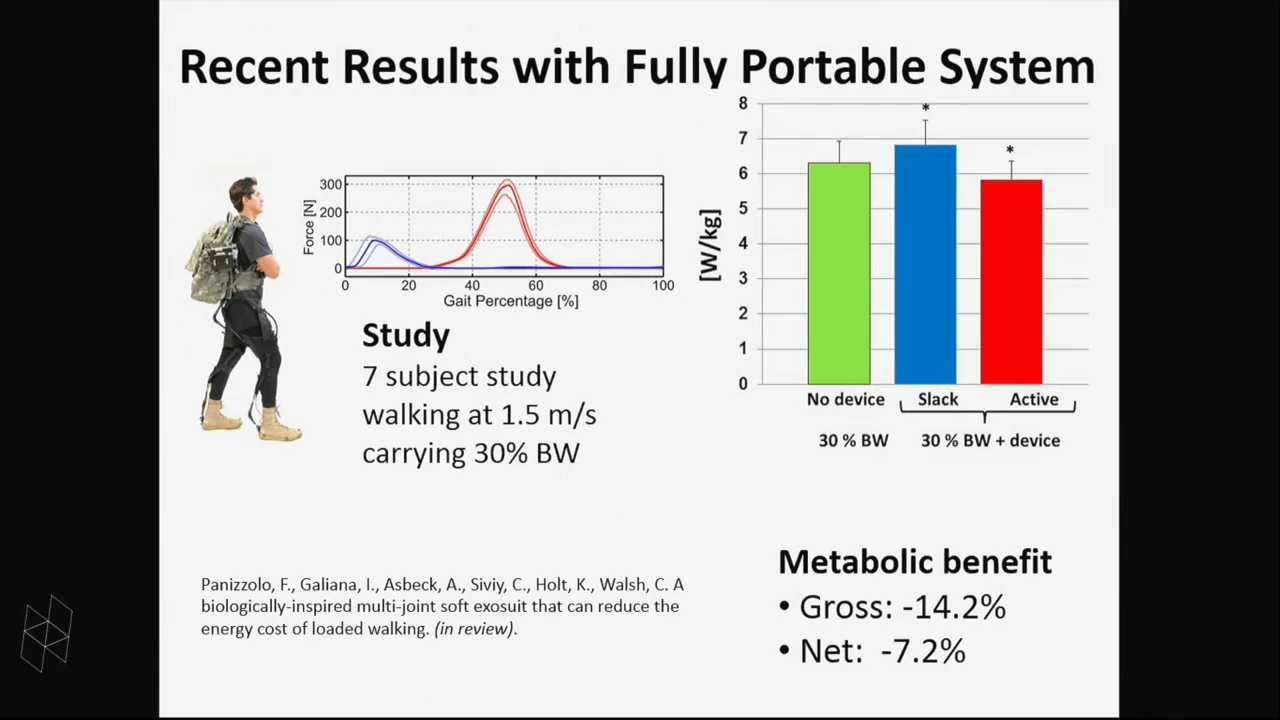 Recent Results with Fully Portable System
300
200
100
0
Force [N]
0 20 40 60 80 100
Gait Percentage [%]
8
7
6
5
4
3
2
1
0
[W/kg]
* *
No device Slack Active
30 % BW 30 % BW + device
Study
7 subject study
walking at 1.5 m/s
carrying 30% BW
Panizzolo, F., Galiana, I., Asbeck, A., Siviy, C., Holt, K., Walsh, C. A
biologically-inspired multi-joint soft exosuit that can reduce the
energy cost of loaded walking. (in review).
Metabolic benefit
• Gross: -14.2%
• Net: -7.2%